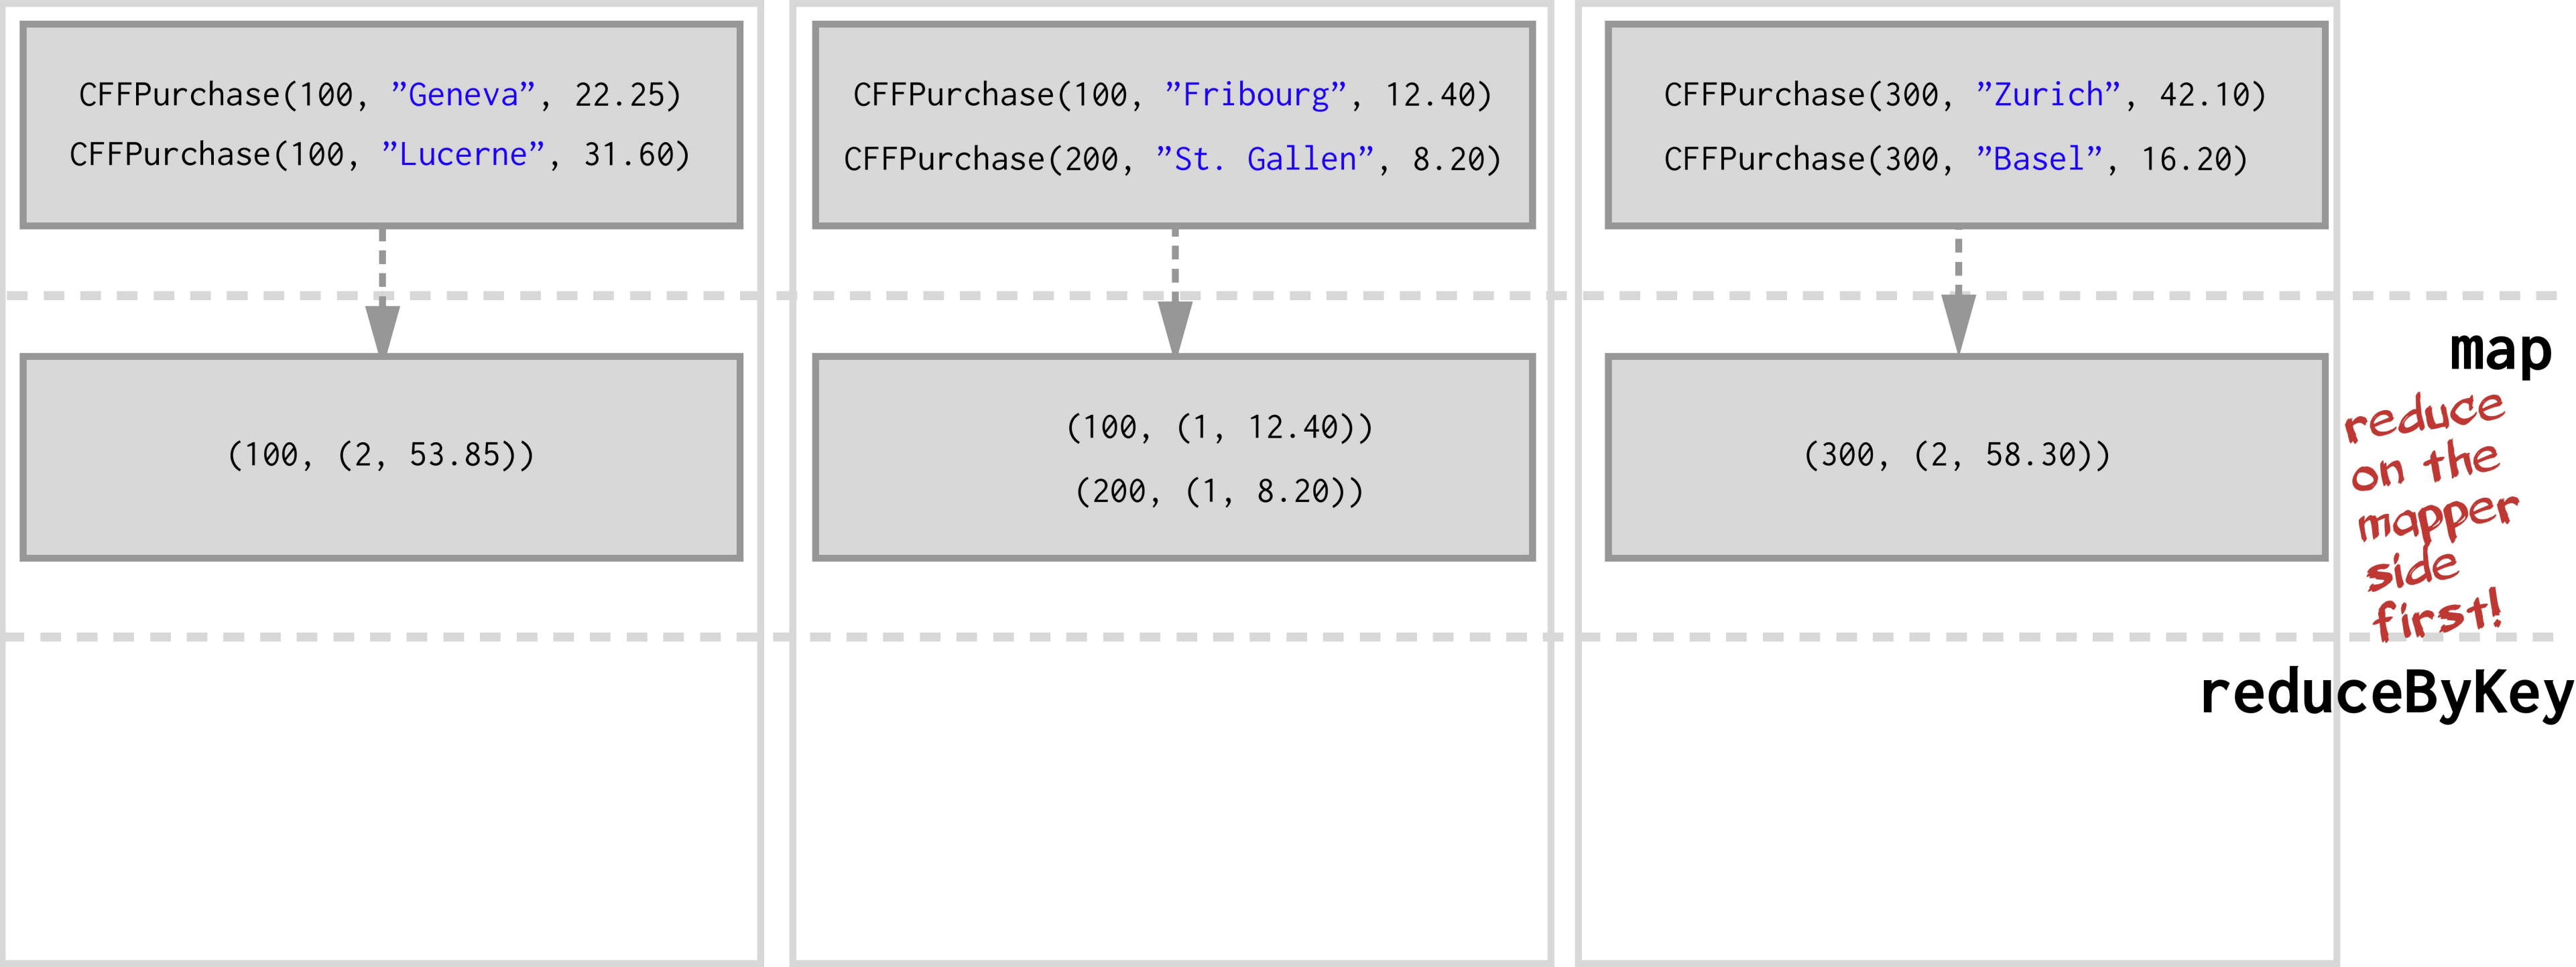 CFFPurchase(100, ”Geneva”, 22.25)
CFFPurchase(100, ”Lucerne”, 31.60)
CFFPurchase(100, ”Fribourg”, 12.40)
CFFPurchase(200, ”St. Gallen”, 8.20)
CFFPurchase(300, ”Zurich”, 42.10)
CFFPurchase(300, ”Basel”, 16.20)
map
(100, (2, 53.85))
(100, (1, 12.40))
(200, (1, 8.20))
(300, (2, 58.30))
reduce
on the
mapper
side
first!
reduceByKey